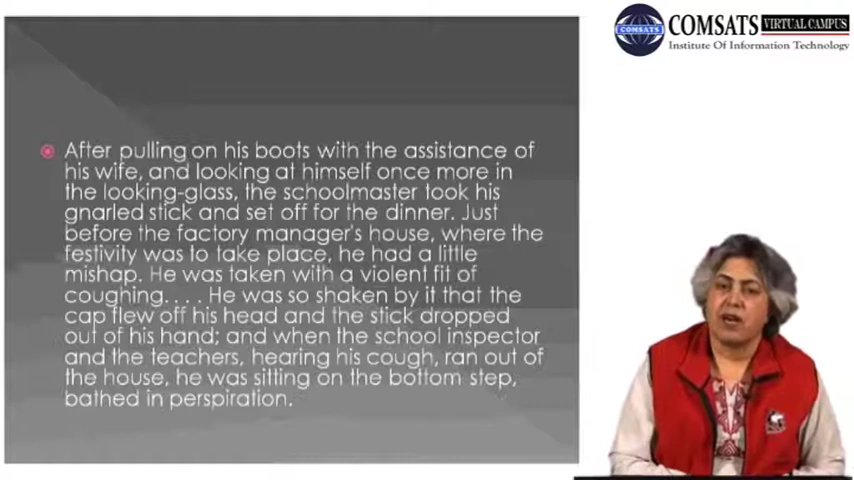 After pulling on his boots with the assistance of
his wife, and looking at himself once more in
the looking-glass, the schoolmaster took his
gnarled stick and set off for the dinner. Just
before the factory manager's house, where the
festivity was to take place, he had a little
mishap. He was taken with a violent fit of
coughing. . . . He was so shaken by it that the
cap flew off his head and the stick dropped
out of his hand; and when the school inspector
and the teachers, hearing his cough, ran out of
the house, he was sitting on the bottom step,
bathed in perspiration.
COMSATS
COMSATS VIRTUAL CAMPUS
Institute Of Information Technology